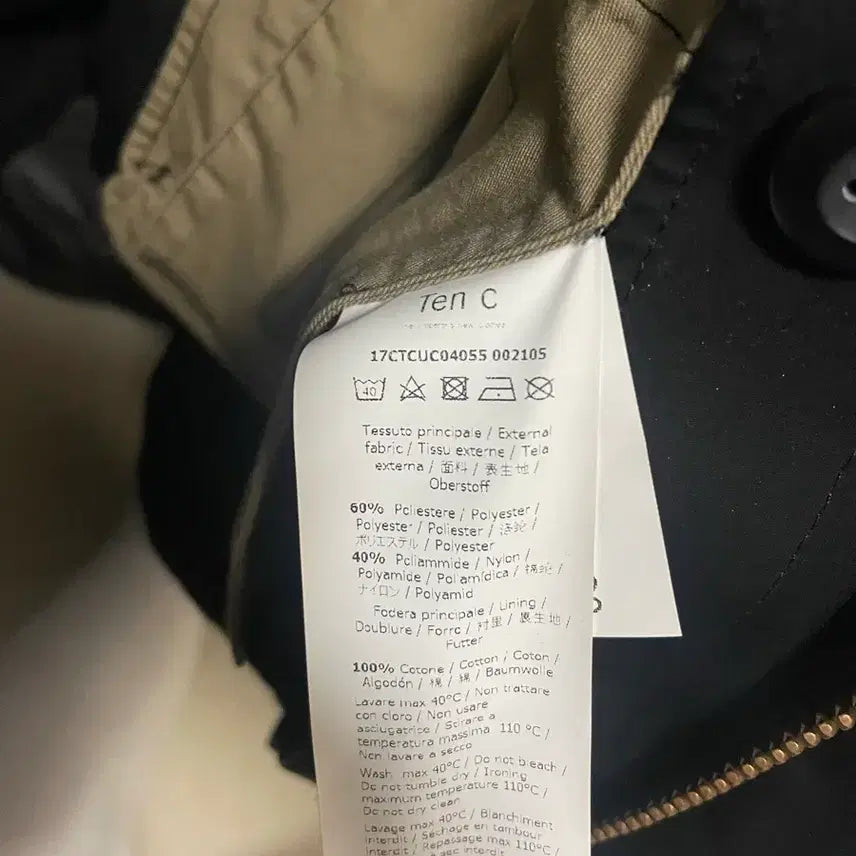 Ten C
17CTCUC04055 002105
40
Tessuto principale / External
fabric / Tissu externe / Tela
externa / 面料 / 表生地 /
Oberstoff
60% Poliestere / Polyester /
Polyester / Poliester /
ポリエステル / Polyester
40% Poliammide / Nylon /
Polyamide / Poliamídica /
ナイロン / Polyamid
Fodera principale / Lining /
Doublure / Forro / 衬里 / 裏生地 /
Futter
100% Cotone / Cotton / Coton /
Algodón / 棉 / 綿 / Baumwolle
Lavare max 40°C / Non trattare
con cloro / Non usare
asciugatrice / Stirare a
temperatura massima 110 °C /
Non lavare a secco
Wash max 40°C / Do not bleach /
Do not tumble dry / Ironing
maximum temperature 110°C /
Do not dry clean
Lavage max 40°C / Blanchiment
interdit / Séchage en tambour
interdit / Repassage max 110°C /
à sec interdit